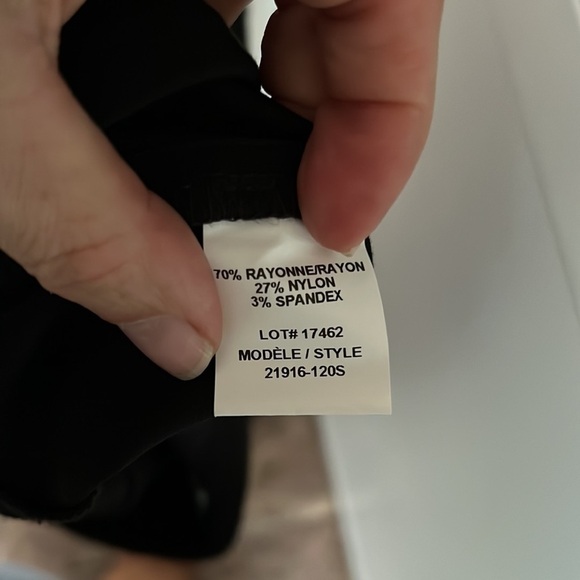 70% RAYONNE/RAYON
27% NYLON
3% SPANDEX
LOT# 17462
MODÈLE / STYLE
21916-120S